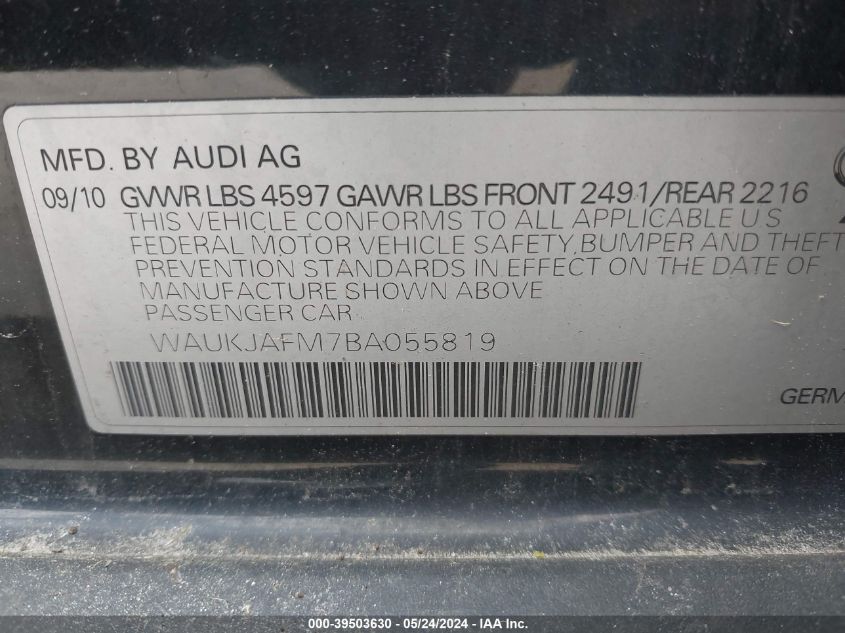 MFD. BY AUDI AG
09/10 GVWR LBS 4597 GAWR LBS FRONT 2491/REAR 2216
THIS VEHICLE CONFORMS TO ALL APPLICABLE U S
FEDERAL MOTOR VEHICLE SAFETY, BUMPER AND THEFT
PREVENTION STANDARDS IN EFFECT ON THE DATE OF
MANUFACTURE SHOWN ABOVE
PASSENGER CAR
WAUKJAFM7BA055819
GERM
>>>>>>> 39503630 - 05/24/2024 - IAA Inc.